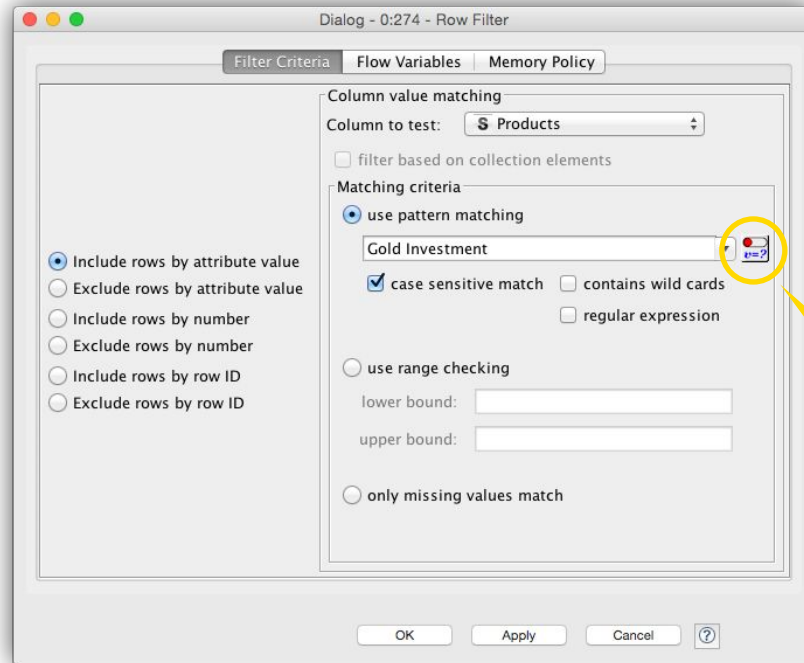 Dialog - 0:274 - Row Filter
Filter Criteria Flow Variables Memory Policy
Include rows by attribute value
Exclude rows by attribute value
Include rows by number
Exclude rows by number
Include rows by row ID
Exclude rows by row ID
Column value matching
Column to test: S Products
filter based on collection elements
Matching criteria
use pattern matching
Gold Investment v=?
case sensitive match contains wild cards
regular expression
use range checking
lower bound:
upper bound:
only missing values match
OK Apply Cancel ?